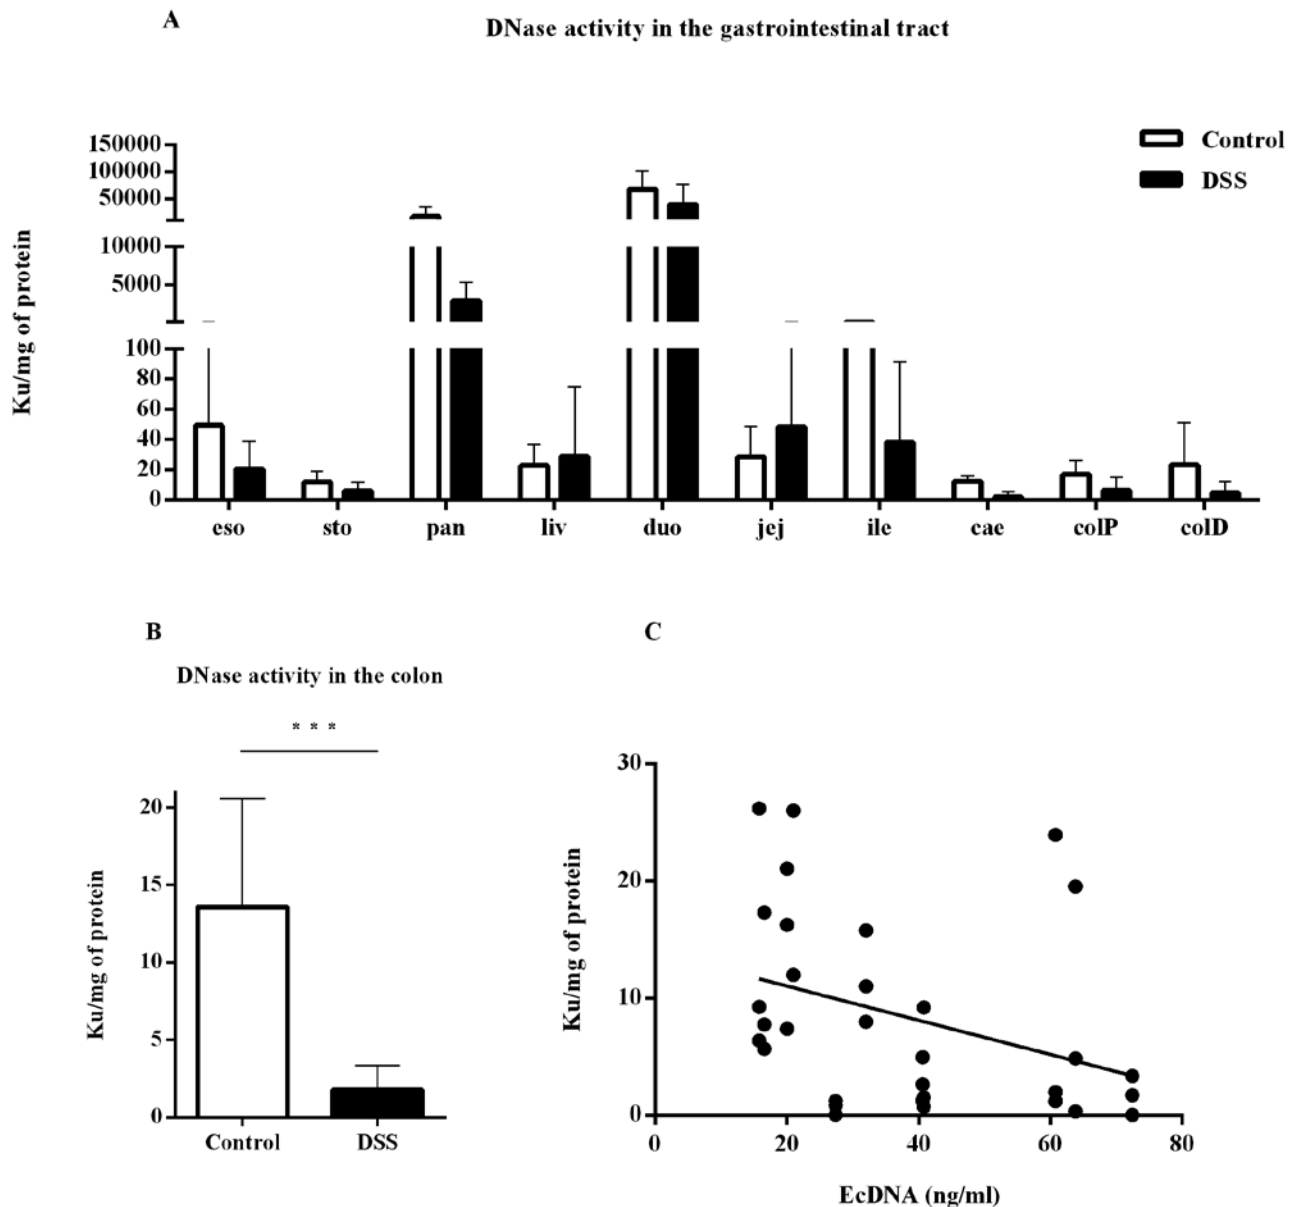 A
DNase activity in the gastrointestinal tract
Control
DSS
Ku/mg of protein
150000
100000
50000
10000
5000
100
80
60
40
20
0
eso sto pan liv duo jej ile cae colP colD
B
DNase activity in the colon
* * *
Ku/mg of protein
20
15
10
5
0
Control DSS
C
Ku/mg of protein
30
20
10
0
0 20 40 60 80
EcDNA (ng/ml)